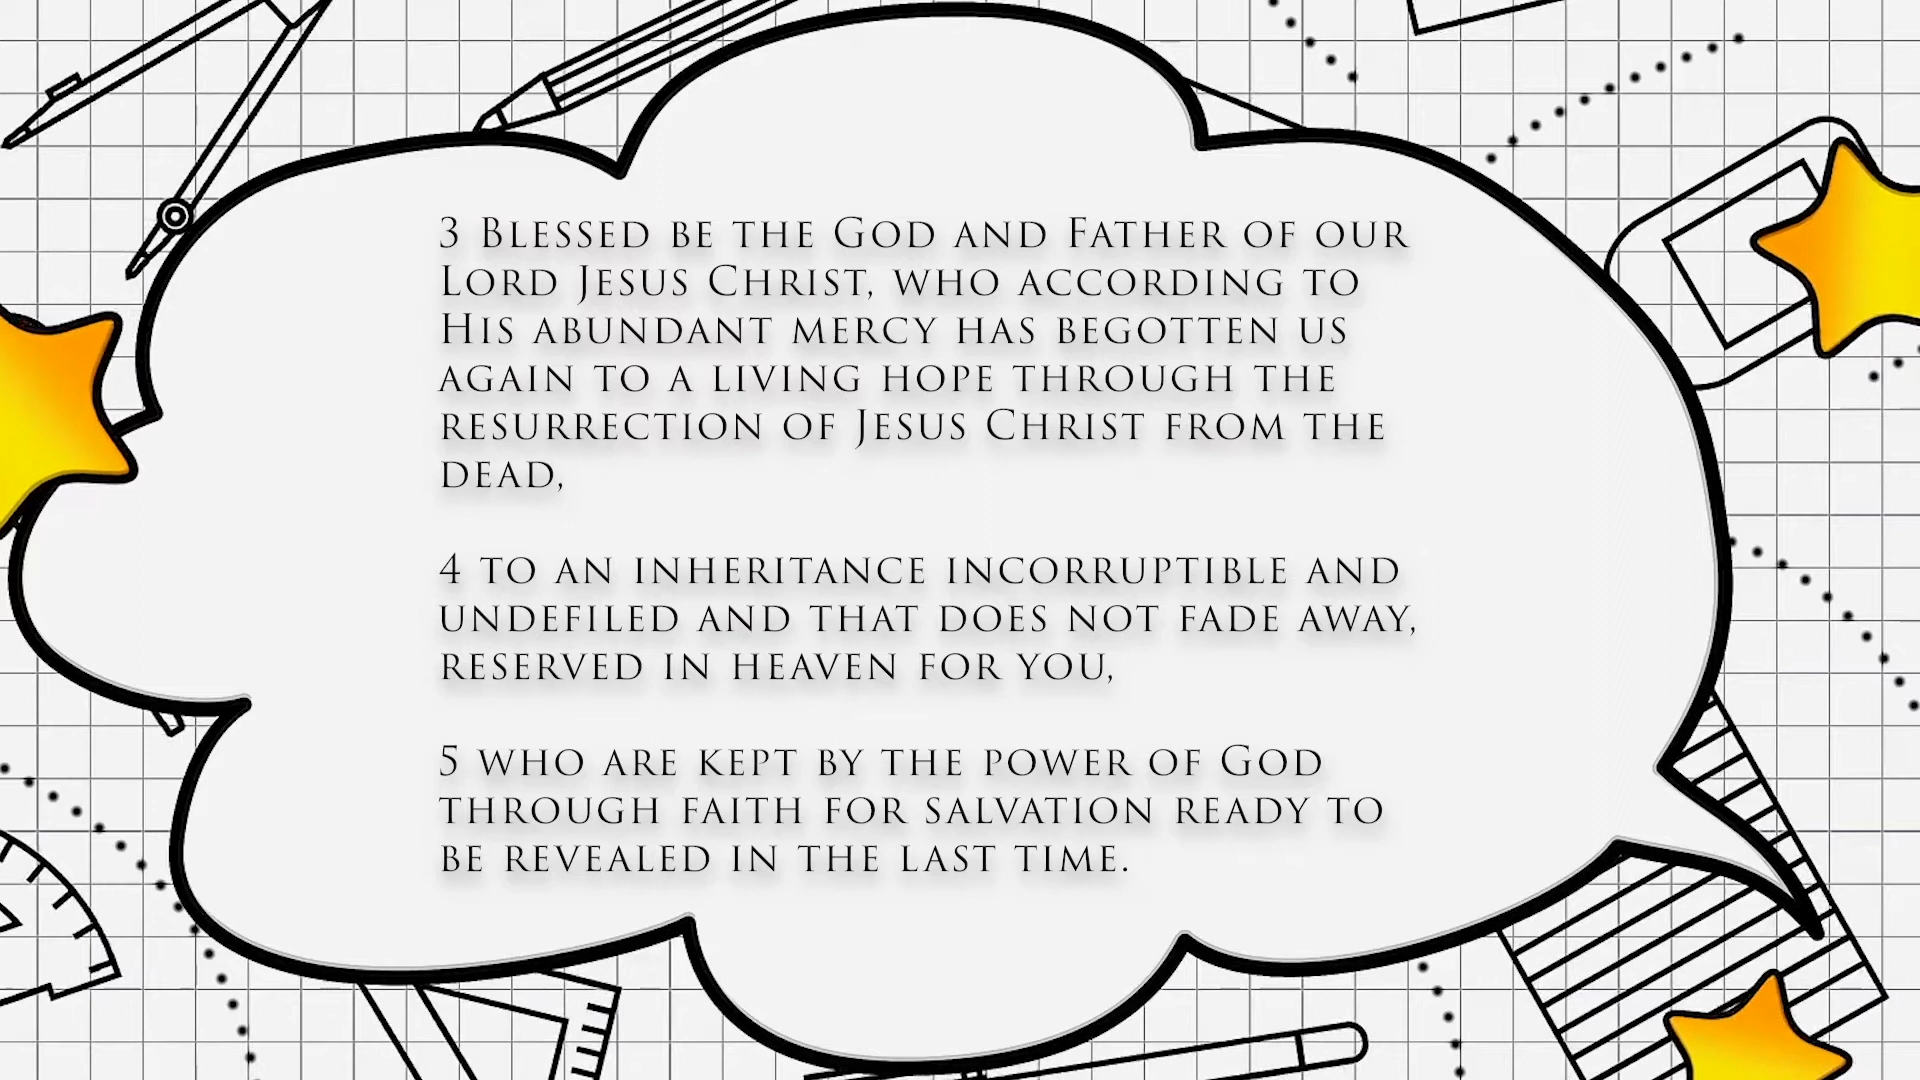 3 Blessed be the God and Father of our
Lord Jesus Christ, who according to
His abundant mercy has begotten us
again to a living hope through the
resurrection of Jesus Christ from the
dead,
4 to an inheritance incorruptible and
undefiled and that does not fade away,
reserved in heaven for you,
5 who are kept by the power of God
through faith for salvation ready to
be revealed in the last time.